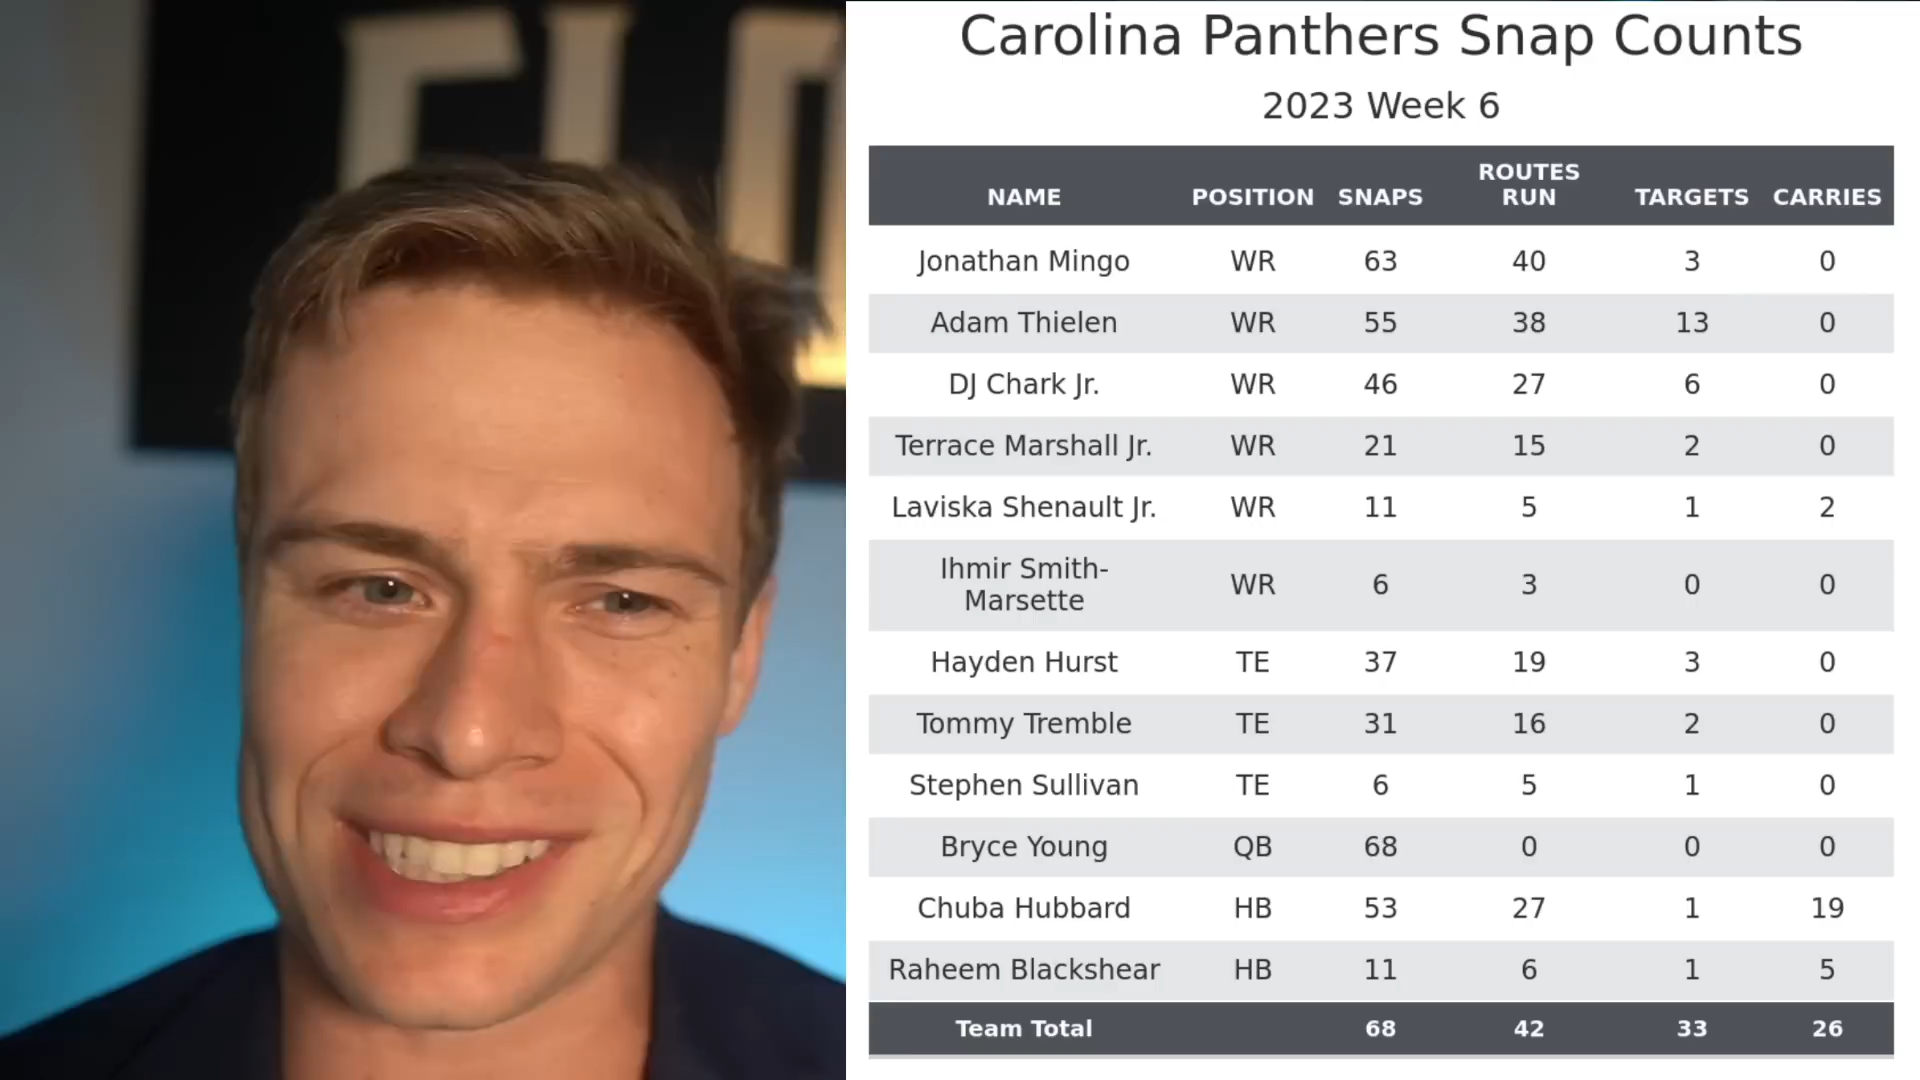 Carolina Panthers Snap Counts
2023 Week 6
NAME POSITION SNAPS ROUTES RUN TARGETS CARRIES
Jonathan Mingo WR 63 40 3 0
Adam Thielen WR 55 38 13 0
DJ Chark Jr. WR 46 27 6 0
Terrace Marshall Jr. WR 21 15 2 0
Laviska Shenault Jr. WR 11 5 1 2
Ihmir Smith-
Marsette WR 6 3 0 0
Hayden Hurst TE 37 19 3 0
Tommy Tremble TE 31 16 2 0
Stephen Sullivan TE 6 5 1 0
Bryce Young QB 68 0 0 0
Chuba Hubbard HB 53 27 1 19
Raheem Blackshear HB 11 6 1 5
Team Total 68 42 33 26